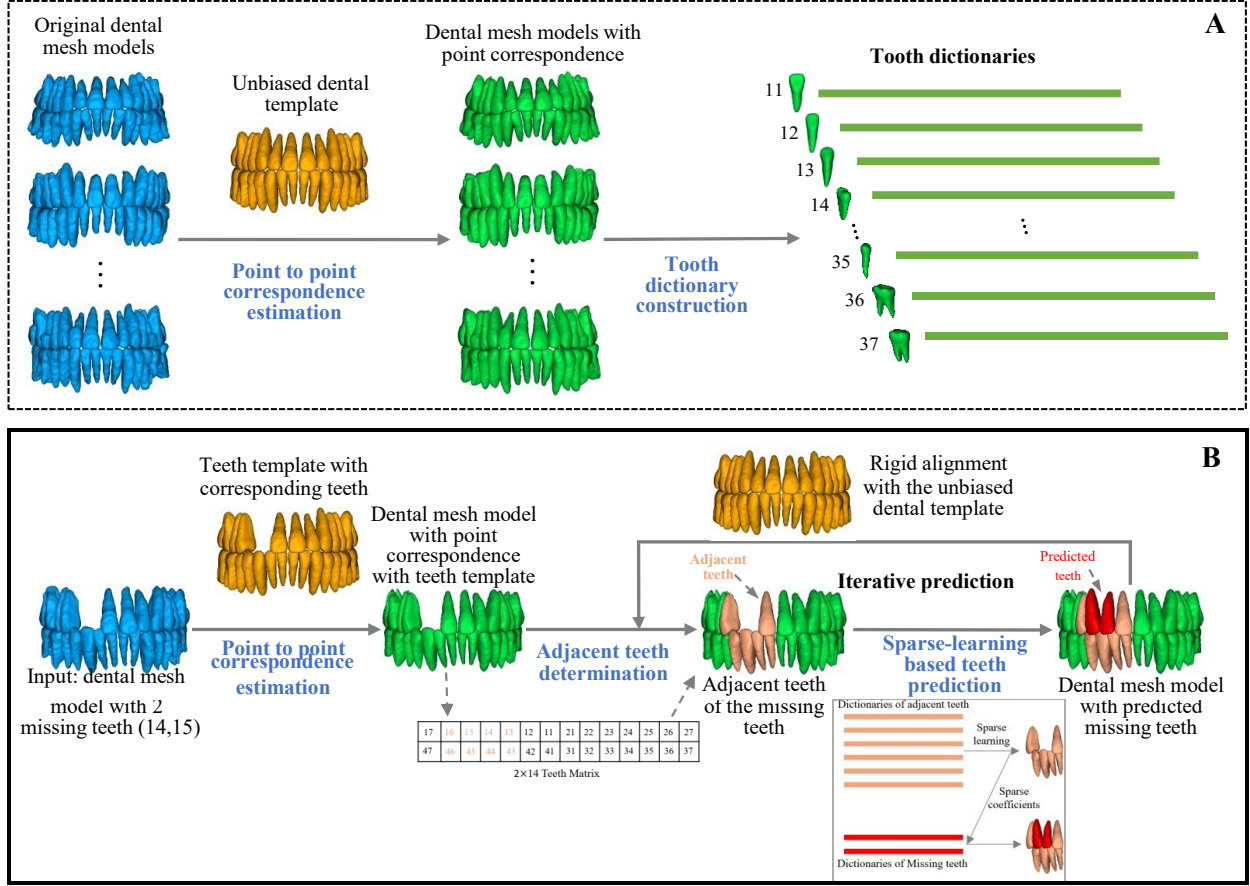 A
Original dental
mesh models
Unbiased dental
template
Dental mesh models with
point correspondence
Tooth dictionaries
11
12
13
14
35
36
37
Point to point
correspondence
estimation
Tooth
dictionary
construction
B
Teeth template with
corresponding teeth
Dental mesh model
with point
correspondence
with teeth template
Rigid alignment
with the unbiased
dental template
Adjacent
teeth
Iterative prediction
Predicted
teeth
Point to point
correspondence
estimation
Adjacent teeth
determination
Sparse-learning
based teeth
prediction
Input: dental mesh
model with 2
missing teeth (14,15)
Adjacent teeth
of the missing
teeth
Dental mesh model
with predicted
missing teeth
17 16 15 14 13 12 11 21 22 23 24 25 26 27
47 46 45 44 43 42 41 31 32 33 34 35 36 37
2×14 Teeth Matrix
Dictionaries of adjacent teeth
Sparse
learning
Sparse
coefficients
Dictionaries of Missing teeth